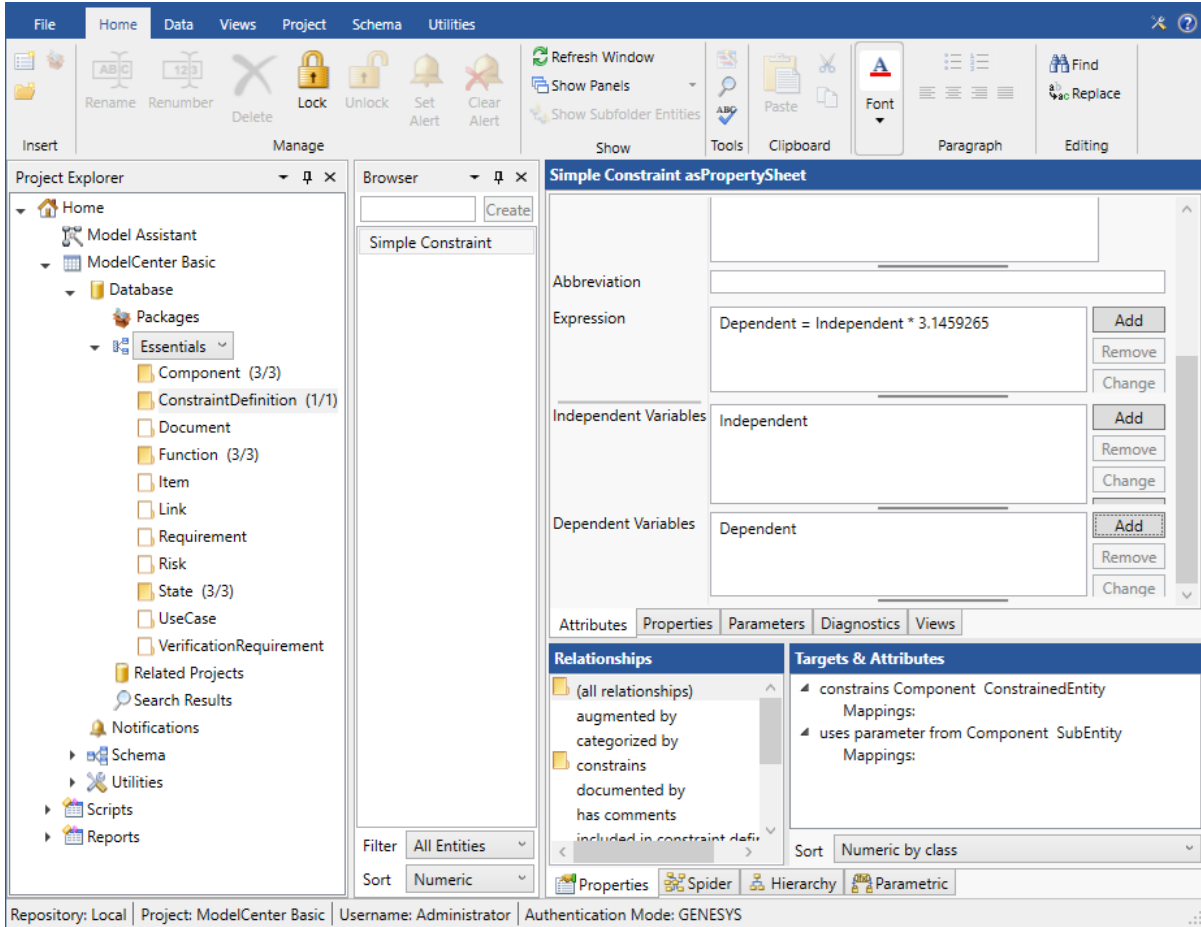 File Home Data Views Project Schema Utilities
Rename Renumber Delete Lock Unlock Set Alert Clear Alert
Refresh Window
Show Panels
Show Subfolder Entities
Paste
Font
Find
Replace
Insert Manage Show Tools Clipboard Paragraph Editing
Project Explorer
Home
Model Assistant
ModelCenter Basic
Database
Packages
Essentials
Component (3/3)
ConstraintDefinition (1/1)
Document
Function (3/3)
Item
Link
Requirement
Risk
State (3/3)
UseCase
VerificationRequirement
Related Projects
Search Results
Notifications
Schema
Utilities
Scripts
Reports
Browser
Create
Simple Constraint
Filter All Entities
Sort Numeric
Simple Constraint asPropertySheet
Abbreviation
Expression Dependent = Independent * 3.1459265 Add
Remove
Change
Independent Variables Independent Add
Remove
Change
Dependent Variables Dependent Add
Remove
Change
Attributes Properties Parameters Diagnostics Views
Relationships
(all relationships)
augmented by
categorized by
constrains
documented by
has comments
included in constraint defir
Targets & Attributes
constrains Component ConstrainedEntity
Mappings:
uses parameter from Component SubEntity
Mappings:
Sort Numeric by class
Properties Spider Hierarchy Parametric
Repository: Local Project: ModelCenter Basic Username: Administrator Authentication Mode: GENESYS